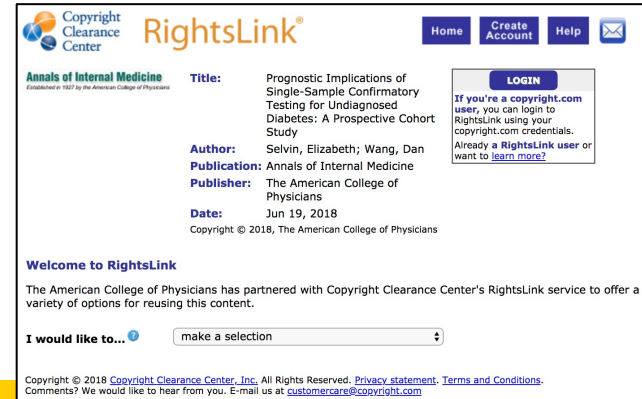 Copyright
Clearance
Center
RightsLink®
Home
Create
Account
Help
Annals of Internal Medicine
Established in 1927 by the American College of Physicians
Title: Prognostic Implications of
Single-Sample Confirmatory
Testing for Undiagnosed
Diabetes: A Prospective Cohort
Study
Author: Selvin, Elizabeth; Wang, Dan
Publication: Annals of Internal Medicine
Publisher: The American College of
Physicians
Date: Jun 19, 2018
Copyright © 2018, The American College of Physicians
LOGIN
If you're a copyright.com
user, you can login to
RightsLink using your
copyright.com credentials.
Already a RightsLink user or
want to learn more?
Welcome to RightsLink
The American College of Physicians has partnered with Copyright Clearance Center's RightsLink service to offer a
variety of options for reusing this content.
I would like to... ? make a selection
Copyright © 2018 Copyright Clearance Center, Inc. All Rights Reserved. Privacy statement. Terms and Conditions.
Comments? We would like to hear from you. E-mail us at customercare@copyright.com